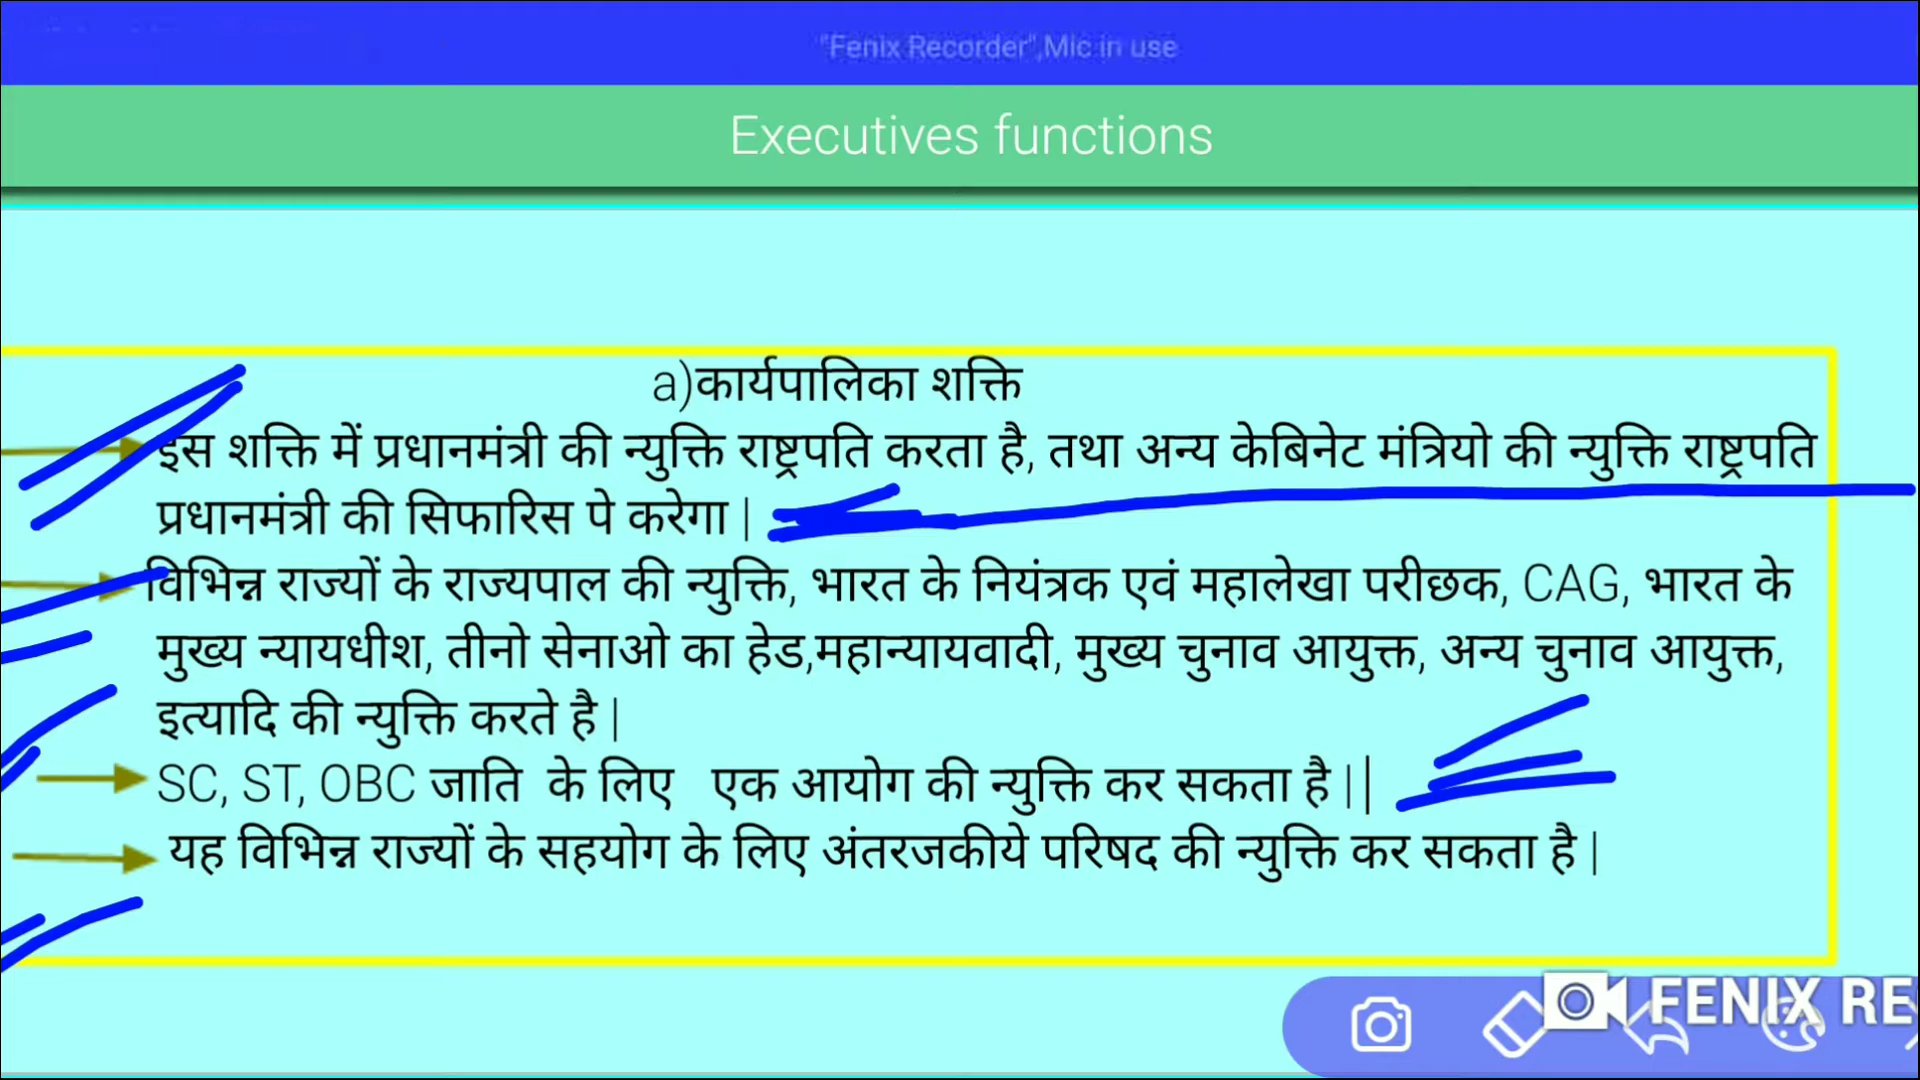 "Fenix Recorder",Mic in use
Executives functions
a)कार्यपालिका शक्ति
इस शक्ति में प्रधानमंत्री की न्युक्ति राष्ट्रपति करता है, तथा अन्य केबिनेट मंत्रियो की न्युक्ति राष्ट्रपति
प्रधानमंत्री की सिफारिस पे करेगा |
विभिन्न राज्यों के राज्यपाल की न्युक्ति, भारत के नियंत्रक एवं महालेखा परीछक, CAG, भारत के
मुख्य न्यायधीश, तीनो सेनाओ का हेड,महान्यायवादी, मुख्य चुनाव आयुक्त, अन्य चुनाव आयुक्त,
इत्यादि की न्युक्ति करते है |
SC, ST, OBC जाति के लिए एक आयोग की न्युक्ति कर सकता है ||
यह विभिन्न राज्यों के सहयोग के लिए अंतरजकीये परिषद की न्युक्ति कर सकता है |
FENIX RE